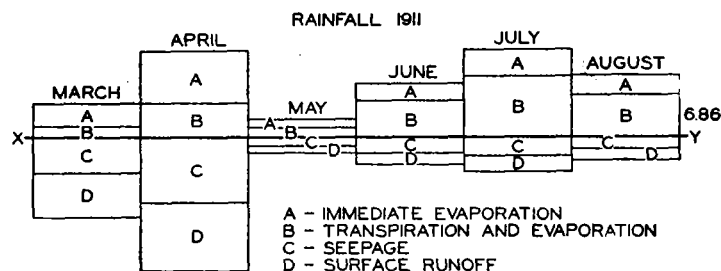 RAINFALL 1911
APRIL
JULY
MARCH
MAY
JUNE
AUGUST
A
A
A
A
A
A
B
B
B
B
B
B
6.86
X
Y
C
C
C
C
C
C
D
D
D
D
D
D
A - IMMEDIATE EVAPORATION
B - TRANSPIRATION AND EVAPORATION
C - SEEPAGE
D - SURFACE RUNOFF